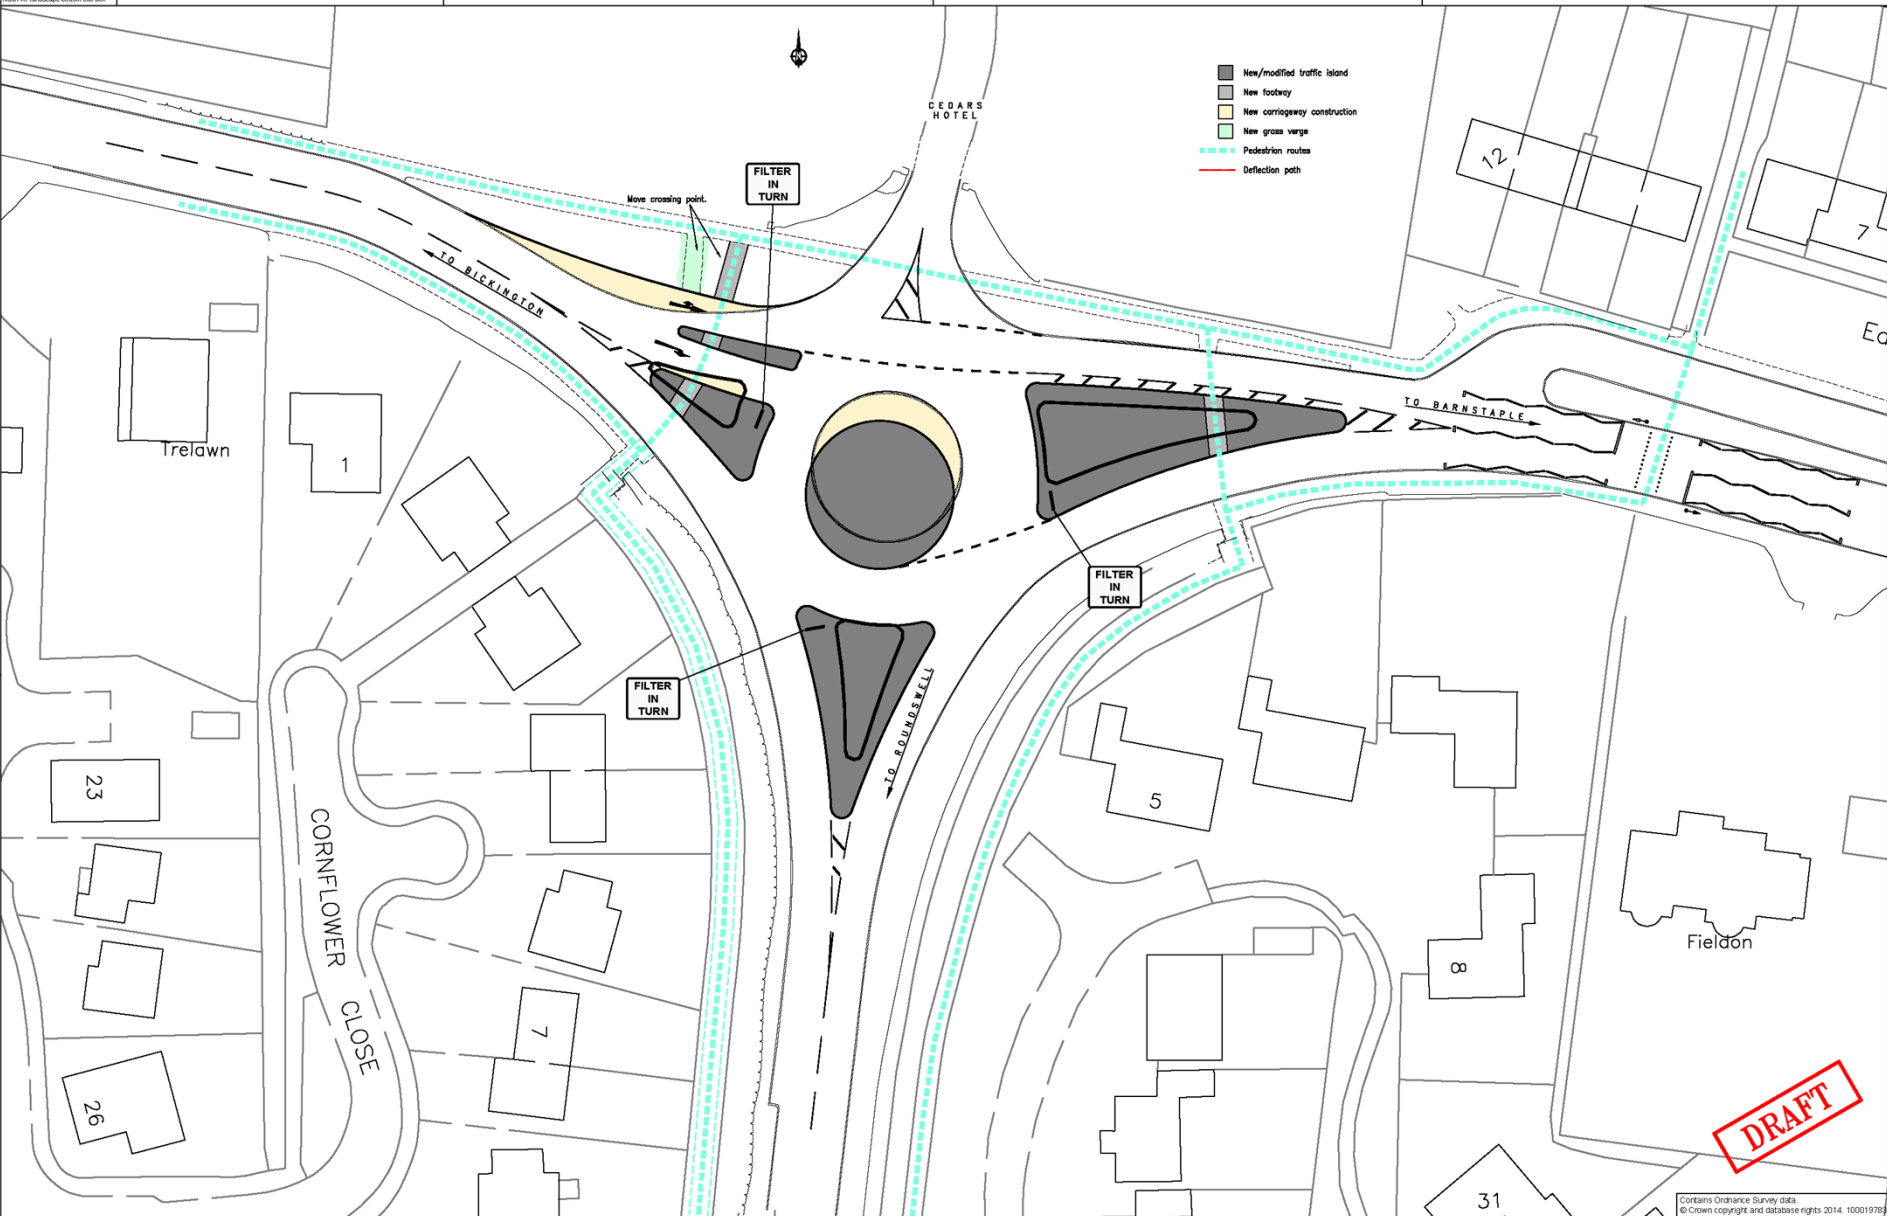 CEDARS
HOTEL
New/modified traffic island
New footway
New carriageway construction
New grass verge
Pedestrian routes
Deflection path
FILTER
IN
TURN
Move crossing point.
12
7
TO BICKINGTON
TO BARNSTAPLE
Trelawn
1
FILTER
IN
TURN
FILTER
IN
TURN
TO ROUNDSWELL
23
5
CORNFLOWER
CLOSE
Fieldon
8
7
26
DRAFT
31
Contains Ordnance Survey data.
© Crown copyright and database rights 2014. 100019783